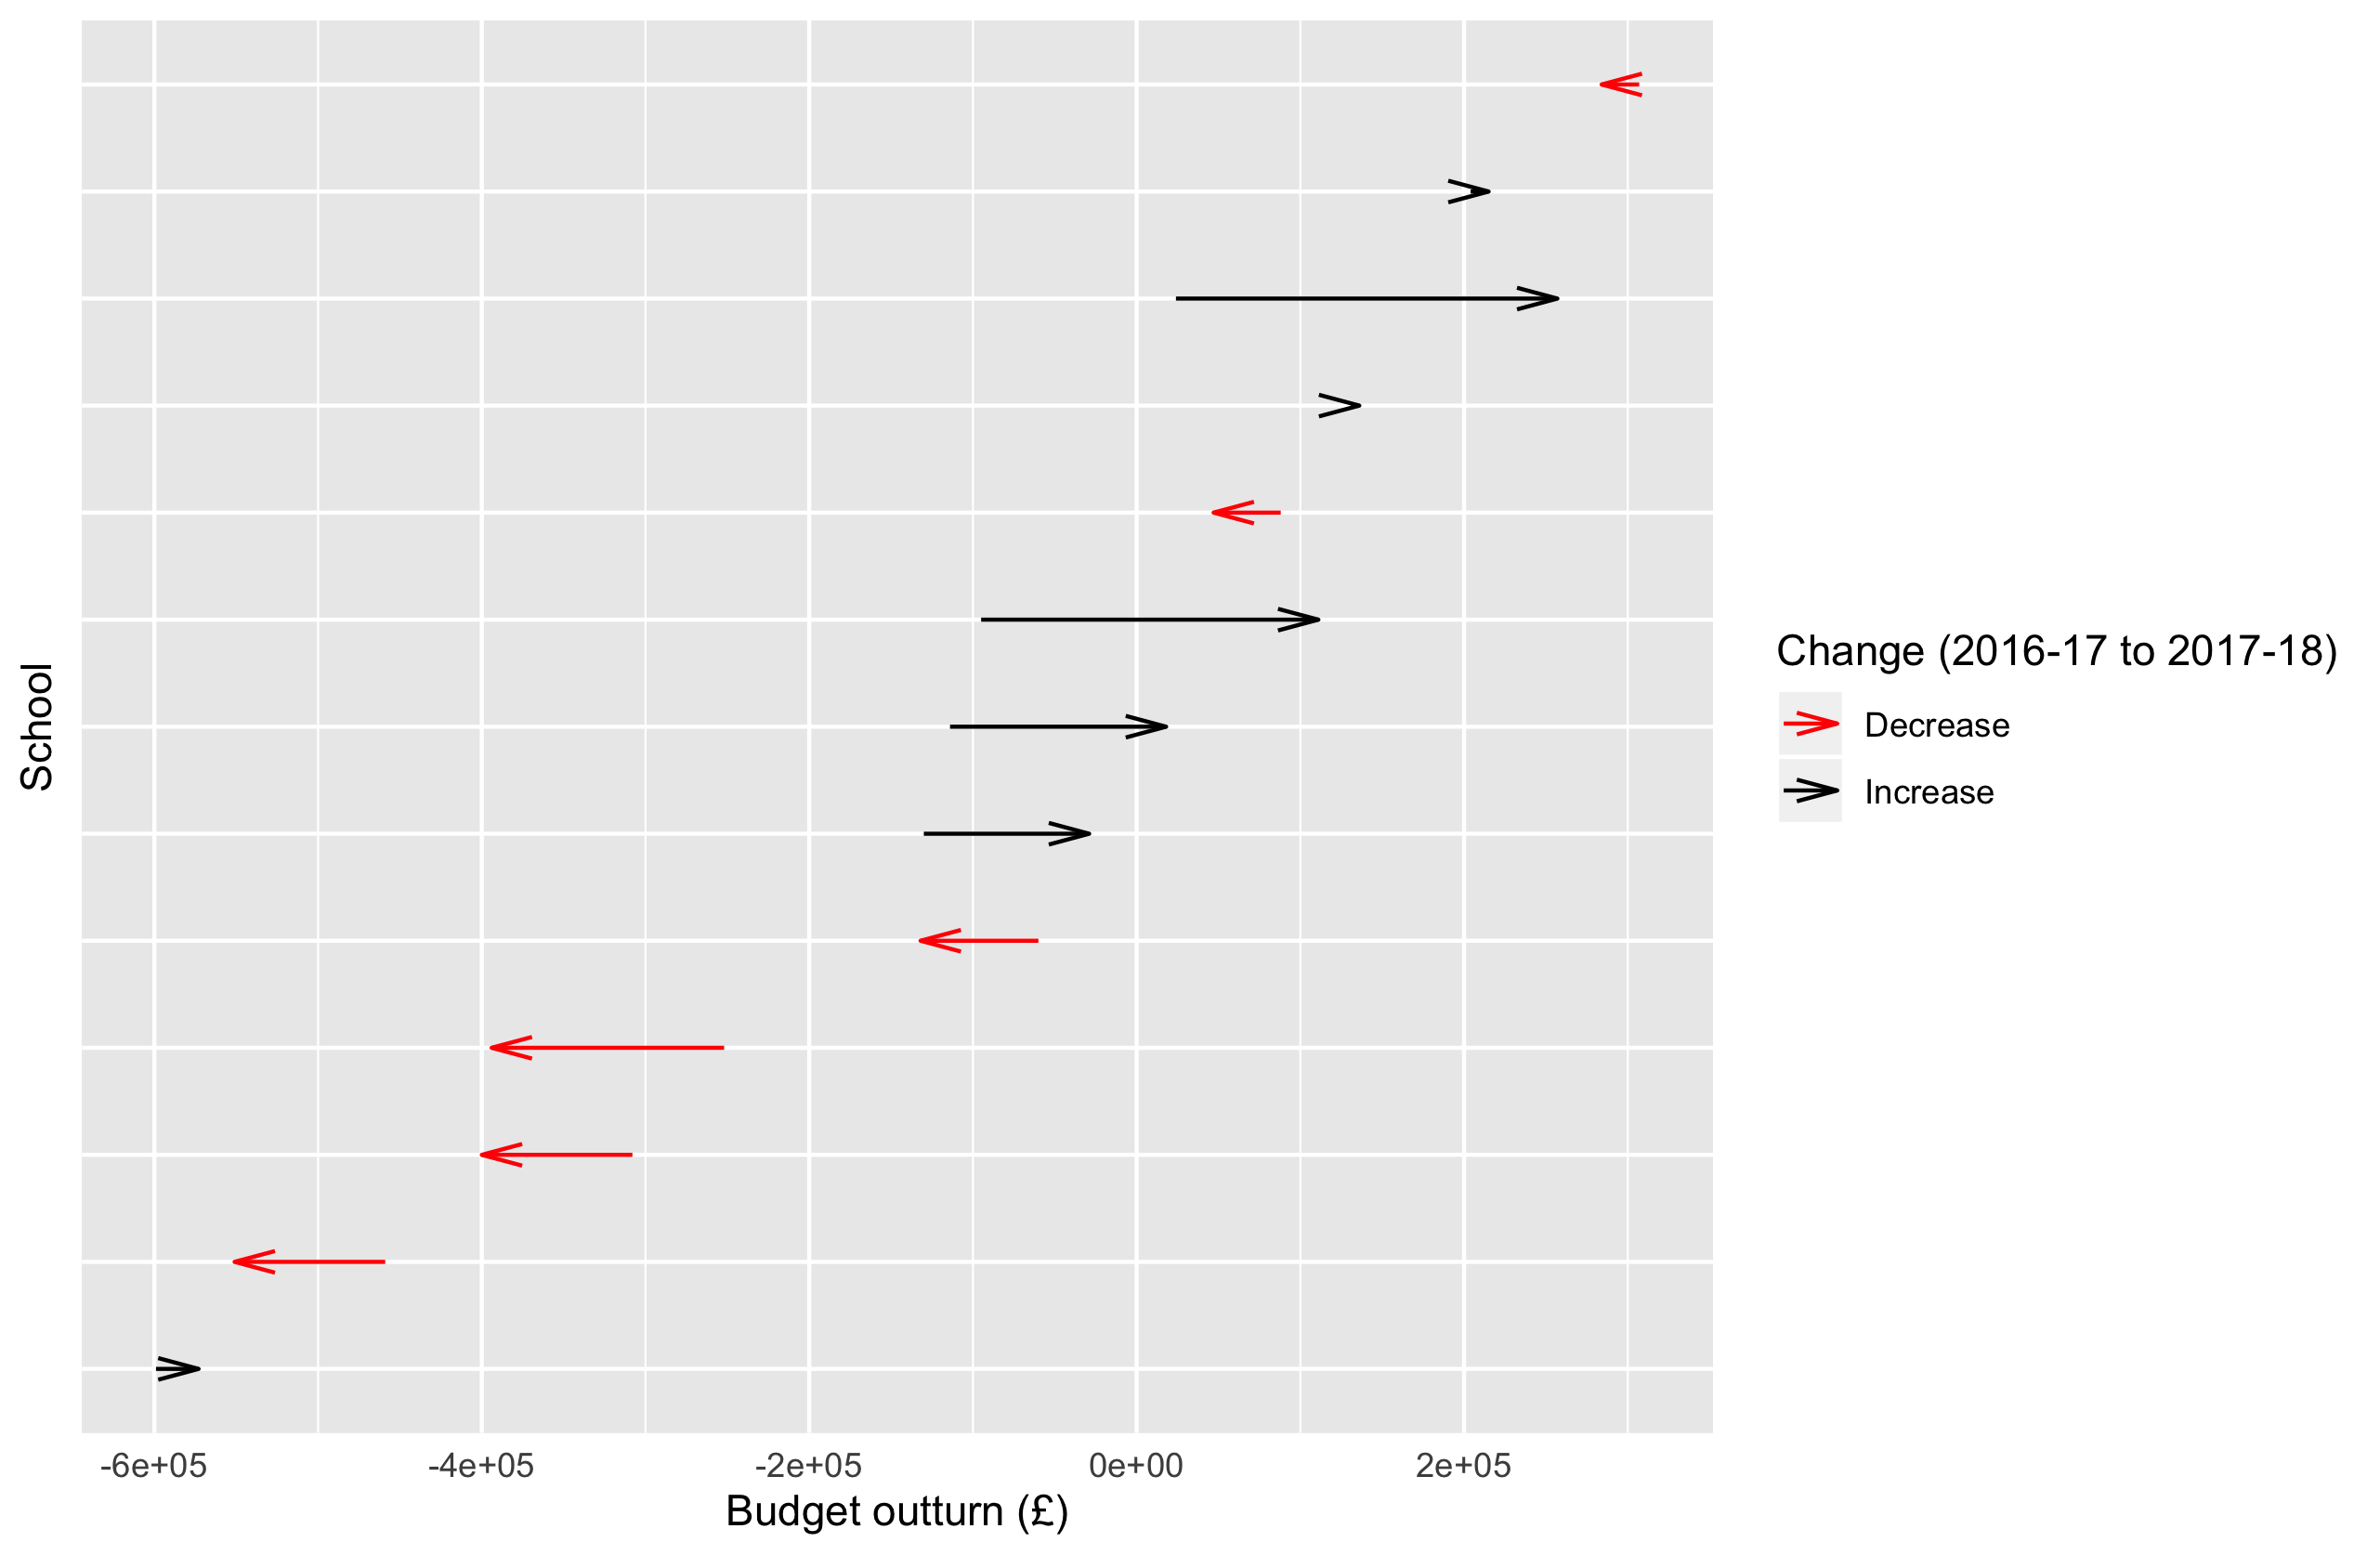 School
-6e+05 -4e+05 -2e+05 0e+00 2e+05
Budget outturn (£)
Change (2016-17 to 2017-18)
Decrease
Increase